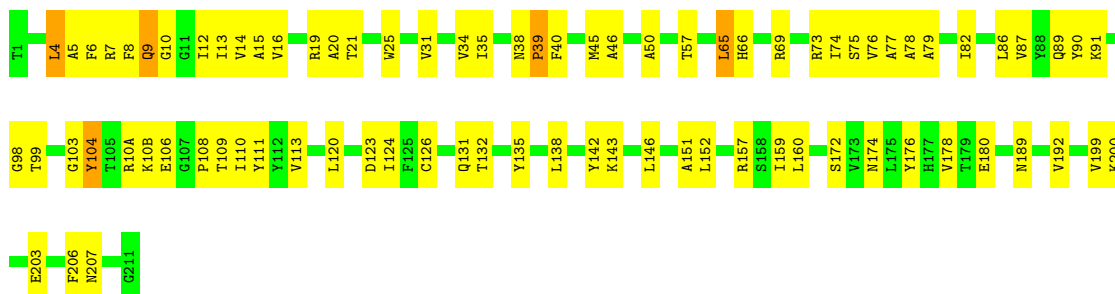 T1 L4 A5 F6 R7 F8 Q9 G10 G11 I12 I13 V14 A15 V16 R19 A20 T21 W25 V31 V34 I35 N38 P39 F40 M45 A46 A50 T57 L65 H66 R69 R73 I74 S75 V76 A77 A78 A79 I82 L86 V87 Y88 Q89 Y90 K91
G98 T99 G103 Y104 T105 R10A K10B E106 G107 P108 T109 I110 Y111 Y112 V113 L120 D123 I124 F125 C126 Q131 T132 Y135 L138 Y142 K143 L146 A151 L152 R157 S158 I159 L160 S172 V173 N174 L175 Y176 H177 V178 T179 E180 N189 V192 V199
E203 F206 N207 G211